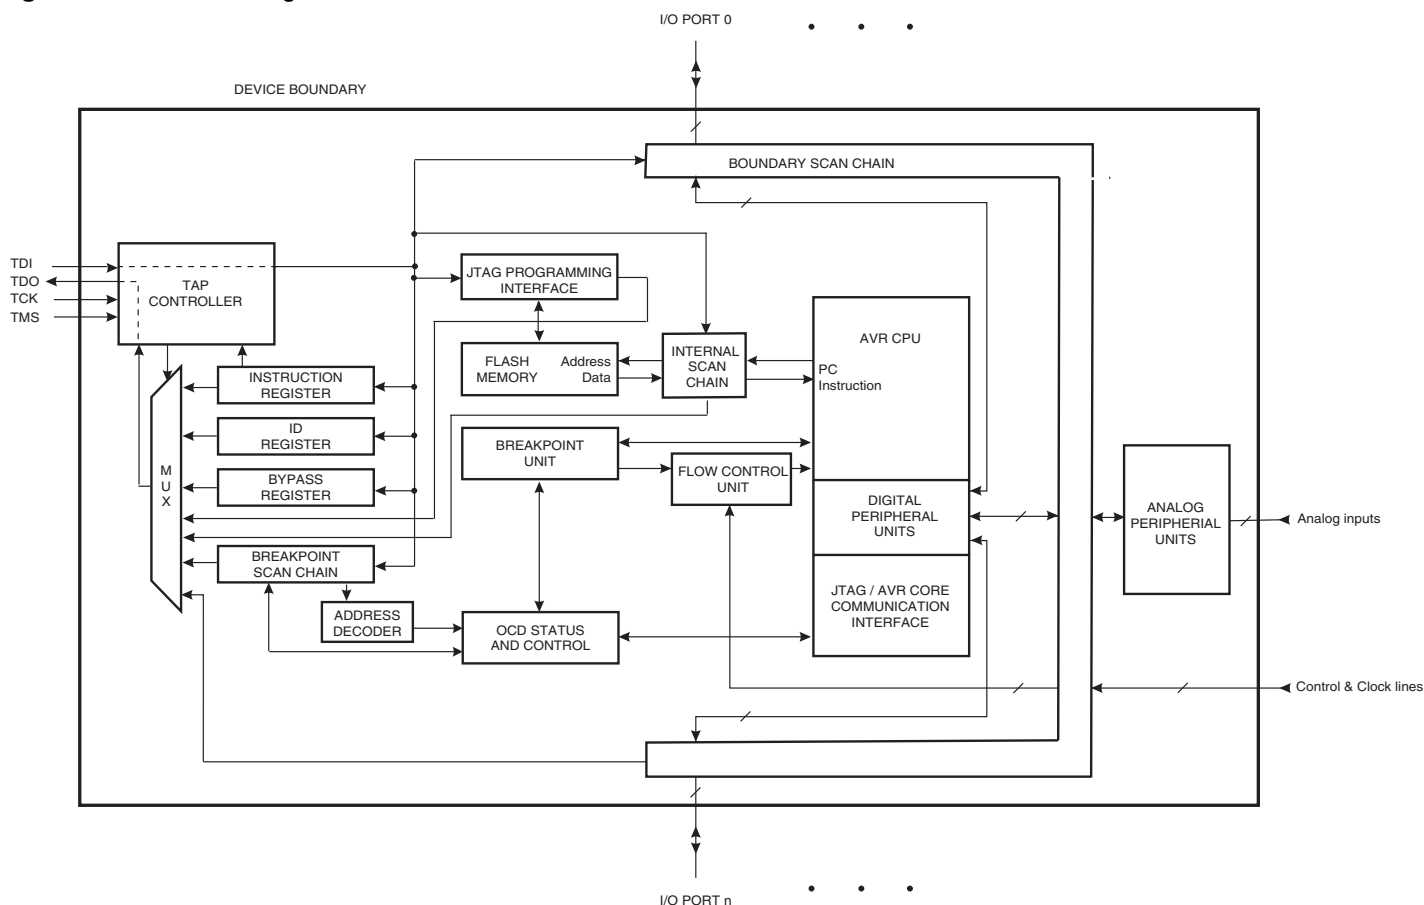 I/O PORT 0
DEVICE BOUNDARY
BOUNDARY SCAN CHAIN
TDI
TDO
TCK
TMS
TAP
CONTROLLER
JTAG PROGRAMMING
INTERFACE
FLASH
MEMORY
Address
Data
INTERNAL
SCAN
CHAIN
AVR CPU
PC
Instruction
INSTRUCTION
REGISTER
ID
REGISTER
BYPASS
REGISTER
M
U
X
BREAKPOINT
UNIT
FLOW CONTROL
UNIT
DIGITAL
PERIPHERAL
UNITS
ANALOG
PERIPHERIAL
UNITS
Analog inputs
BREAKPOINT
SCAN CHAIN
ADDRESS
DECODER
OCD STATUS
AND CONTROL
JTAG / AVR CORE
COMMUNICATION
INTERFACE
Control & Clock lines
I/O PORT n